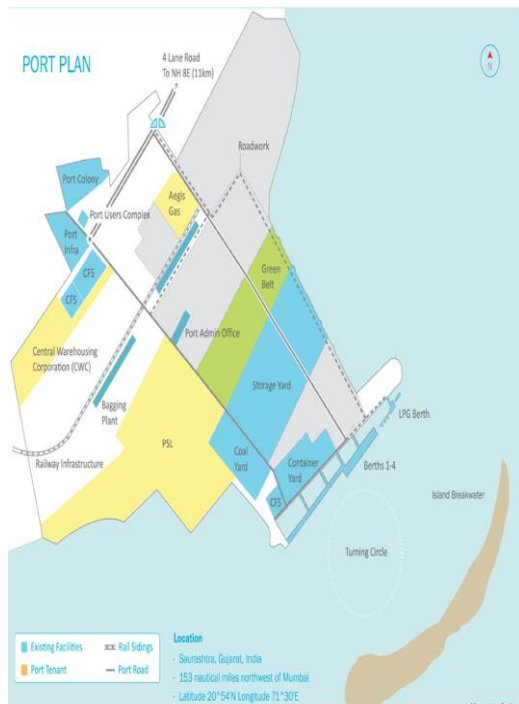 PORT PLAN
4 Lane Road
To NH 8E (11km)
N
Roadwork
Port Colony
Aegis
Gas
Port Users Complex
Port
Infra
CFS
CFS
Green
Belt
Port Admin Office
Central Warehousing
Corporation (CWC)
Storage Yard
Bagging
Plant
LPG Berth
PSL
Coal
Yard
Container
Yard
Berths 1-4
Railway Infrastructure
CFS
Island Breakwater
Turning Circle
Existing Facilities
Rail Sidings
Port Tenant
Port Road
Location
- Saurashtra, Gujarat, India
- 153 nautical miles northwest of Mumbai
- Latitude 20°54'N Longitude 71°30'E